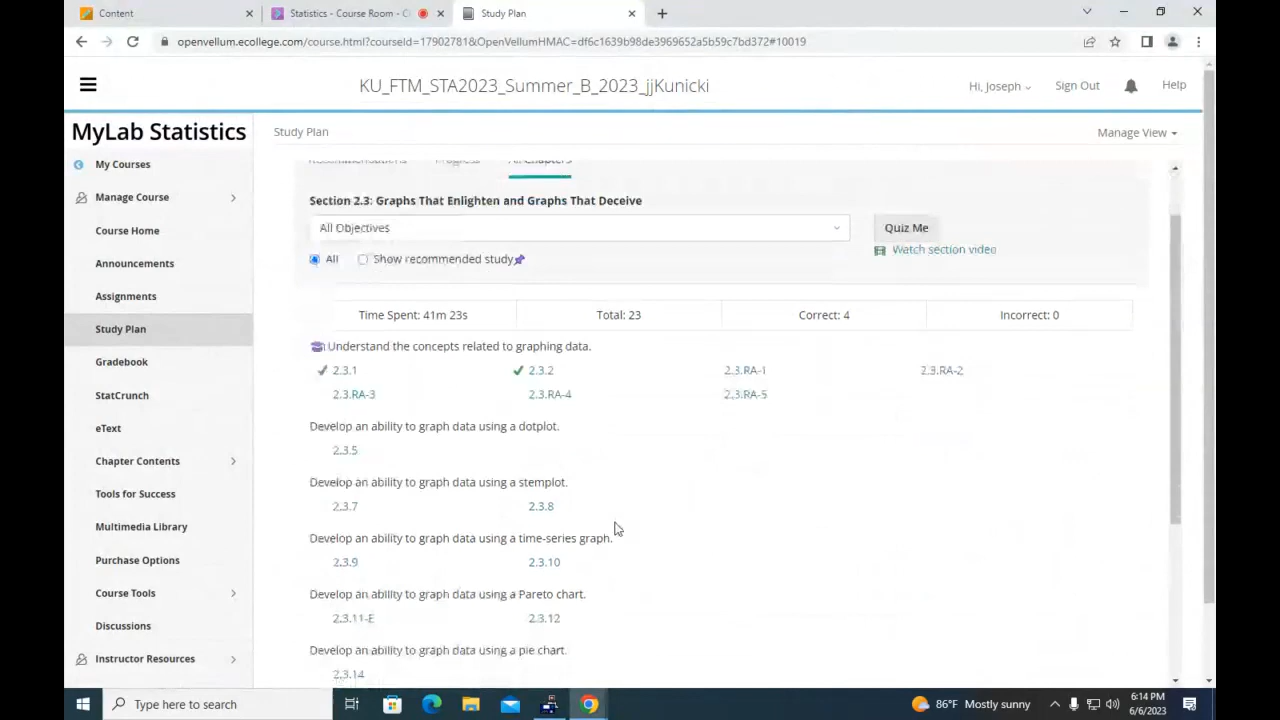 Content
Statistics - Course Room - C
Study Plan
openvellum.ecollege.com/course.html?courseId=17902781&OpenVellumHMAC=df6c1639b98de3969652a5b59c7bd372#10019
KU_FTM_STA2023_Summer_B_2023_jjKunicki
Hi, Joseph
Sign Out
Help
MyLab Statistics
Study Plan
Manage View
My Courses
Manage Course
Course Home
Announcements
Assignments
Study Plan
Gradebook
StatCrunch
eText
Chapter Contents
Tools for Success
Multimedia Library
Purchase Options
Course Tools
Discussions
Instructor Resources
Recommendations Progress All Chapters
Section 2.3: Graphs That Enlighten and Graphs That Deceive
All Objectives
Quiz Me
Watch section video
All Show recommended study
Time Spent: 41m 23s Total: 23 Correct: 4 Incorrect: 0
Understand the concepts related to graphing data.
2.3.1 2.3.2 2.3.RA-1 2.3.RA-2
2.3.RA-3 2.3.RA-4 2.3.RA-5
Develop an ability to graph data using a dotplot.
2.3.5
Develop an ability to graph data using a stemplot.
2.3.7 2.3.8
Develop an ability to graph data using a time-series graph.
2.3.9 2.3.10
Develop an ability to graph data using a Pareto chart.
2.3.11-E 2.3.12
Develop an ability to graph data using a pie chart.
2.3.14
Type here to search
86°F Mostly sunny
6:14 PM
6/6/2023